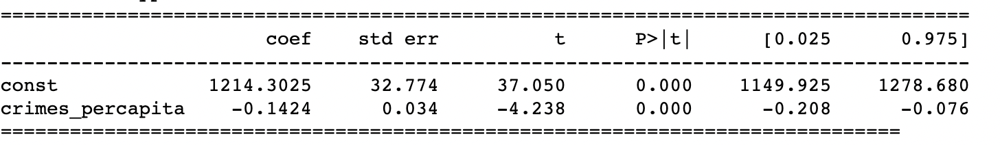 ==============================================================================
coef std err t P>|t| [0.025 0.975]
------------------------------------------------------------------------------
const 1214.3025 32.774 37.050 0.000 1149.925 1278.680
crimes_percapita -0.1424 0.034 -4.238 0.000 -0.208 -0.076
==============================================================================